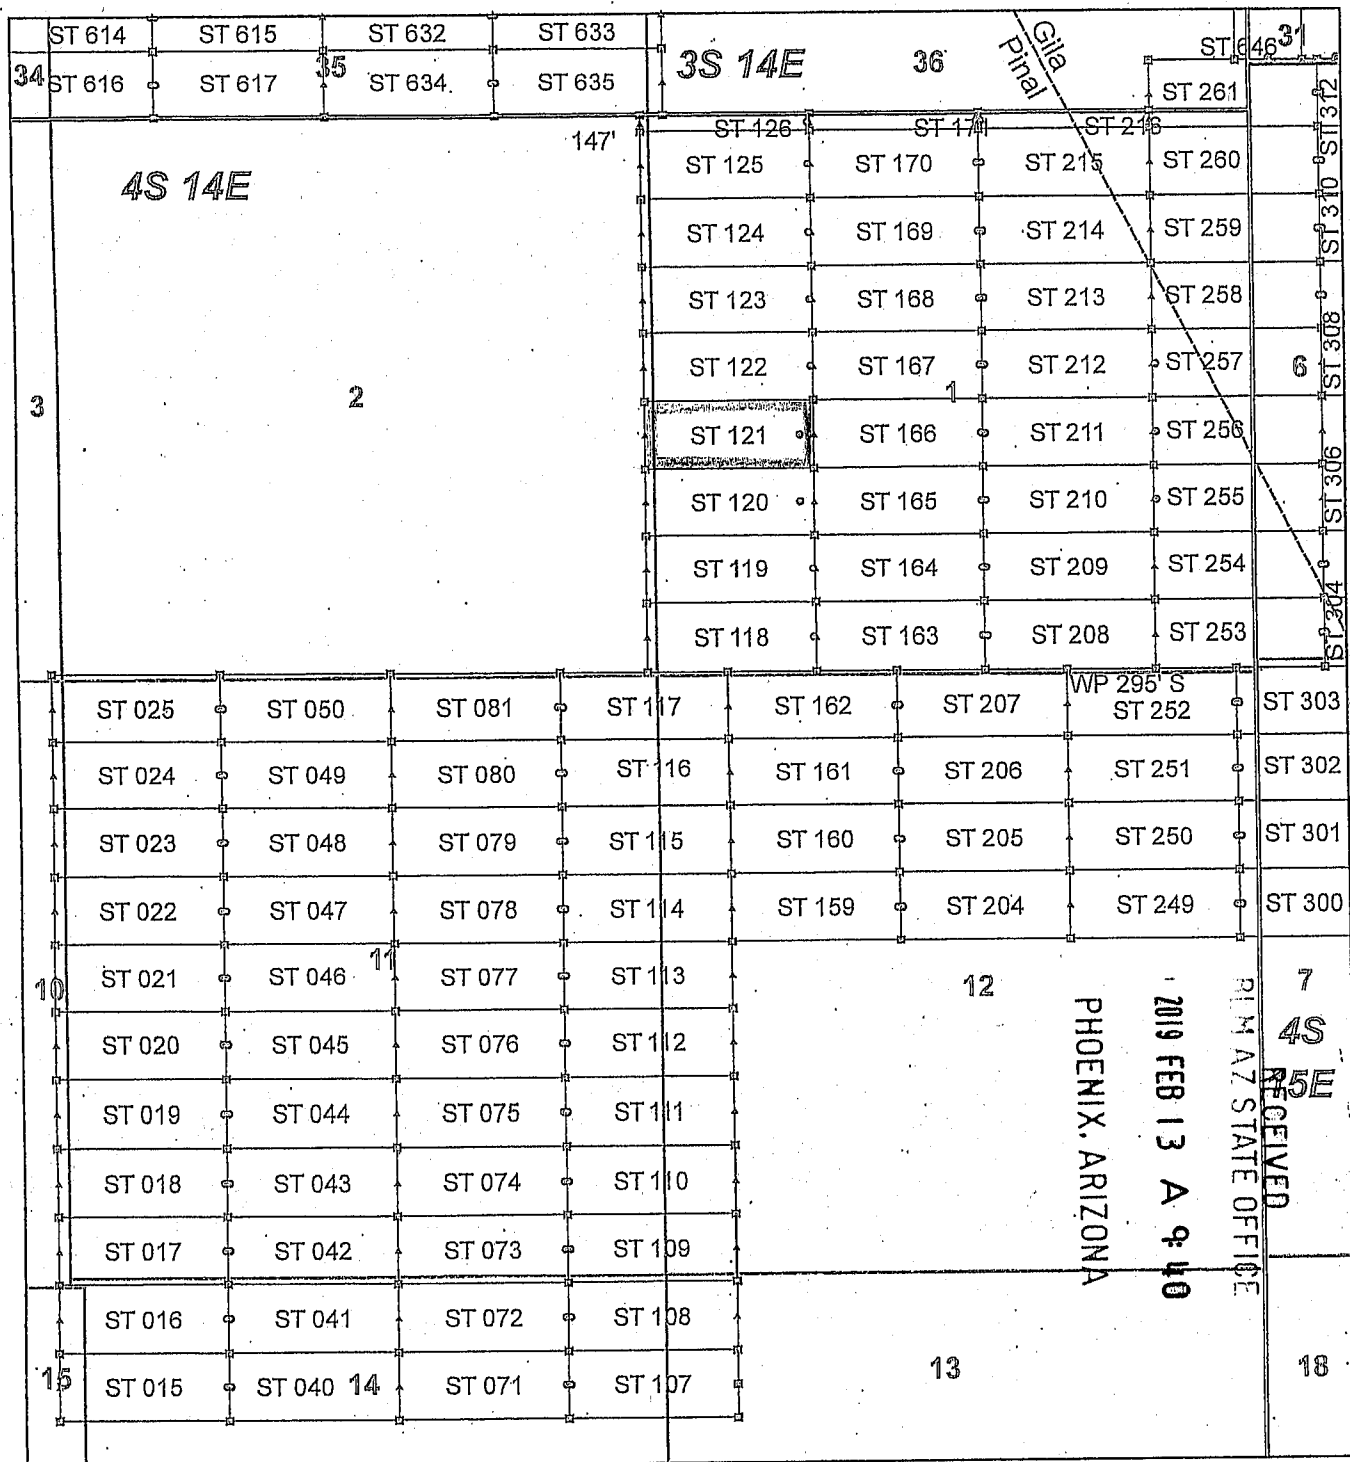 ST 614 ST 615 ST 632 ST 633
34 ST 616 ST 617 35 ST 634 ST 635
3S 14E 36 Gila Pinal ST 646 31
ST 261
147'
4S 14E
ST 126 ST 171 ST 216
ST 125 ST 170 ST 215 ST 260
ST 124 ST 169 ST 214 ST 259
ST 123 ST 168 ST 213 ST 258
ST 122 ST 167 ST 212 ST 257
3 2 1 6
ST 121 ST 166 ST 211 ST 256
ST 120 ST 165 ST 210 ST 255
ST 119 ST 164 ST 209 ST 254
ST 118 ST 163 ST 208 ST 253
ST 312
ST 310
ST 308
ST 306
ST 304
WP 295' S
ST 025 ST 050 ST 081 ST 117 ST 162 ST 207 ST 252 ST 303
ST 024 ST 049 ST 080 ST 116 ST 161 ST 206 ST 251 ST 302
ST 023 ST 048 ST 079 ST 115 ST 160 ST 205 ST 250 ST 301
ST 022 ST 047 ST 078 ST 114 ST 159 ST 204 ST 249 ST 300
10 11 12 7
ST 021 ST 046 ST 077 ST 113
4S 15E
ST 020 ST 045 ST 076 ST 112
ST 019 ST 044 ST 075 ST 111
ST 018 ST 043 ST 074 ST 110
ST 017 ST 042 ST 073 ST 109
ST 016 ST 041 ST 072 ST 108
15 ST 015 ST 040 14 ST 071 ST 107 13 18
RECEIVED
BLM AZ STATE OFFICE
2019 FEB 13 A 9:40
PHOENIX, ARIZONA